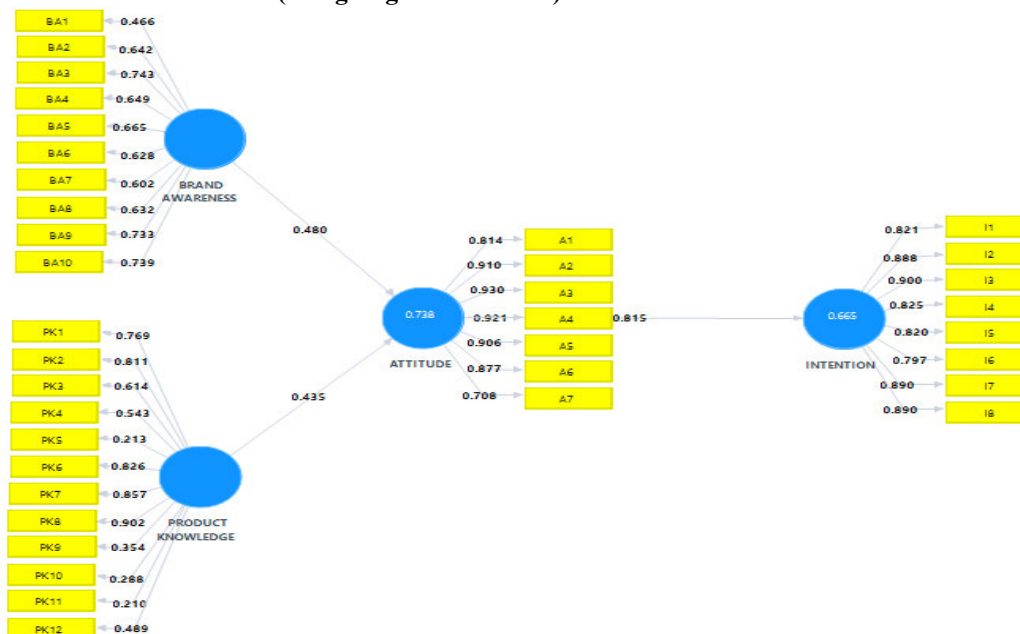 BA1 0.466
BA2 0.642
BA3 0.743
BA4 0.649
BA5 0.665
BA6 0.628
BA7 0.602
BA8 0.632
BA9 0.733
BA10 0.739
BRAND
AWARENESS
0.480
PK1 0.769
PK2 0.811
PK3 0.614
PK4 0.543
PK5 0.213
PK6 0.826
PK7 0.857
PK8 0.902
PK9 0.354
PK10 0.288
PK11 0.210
PK12 0.489
PRODUCT
KNOWLEDGE
0.435
0.738
ATTITUDE
0.814 A1
0.910 A2
0.930 A3
0.921 A4
0.906 A5
0.877 A6
0.708 A7
0.815
0.665
INTENTION
0.821 I1
0.888 I2
0.900 I3
0.825 I4
0.820 I5
0.797 I6
0.890 I7
0.890 I8